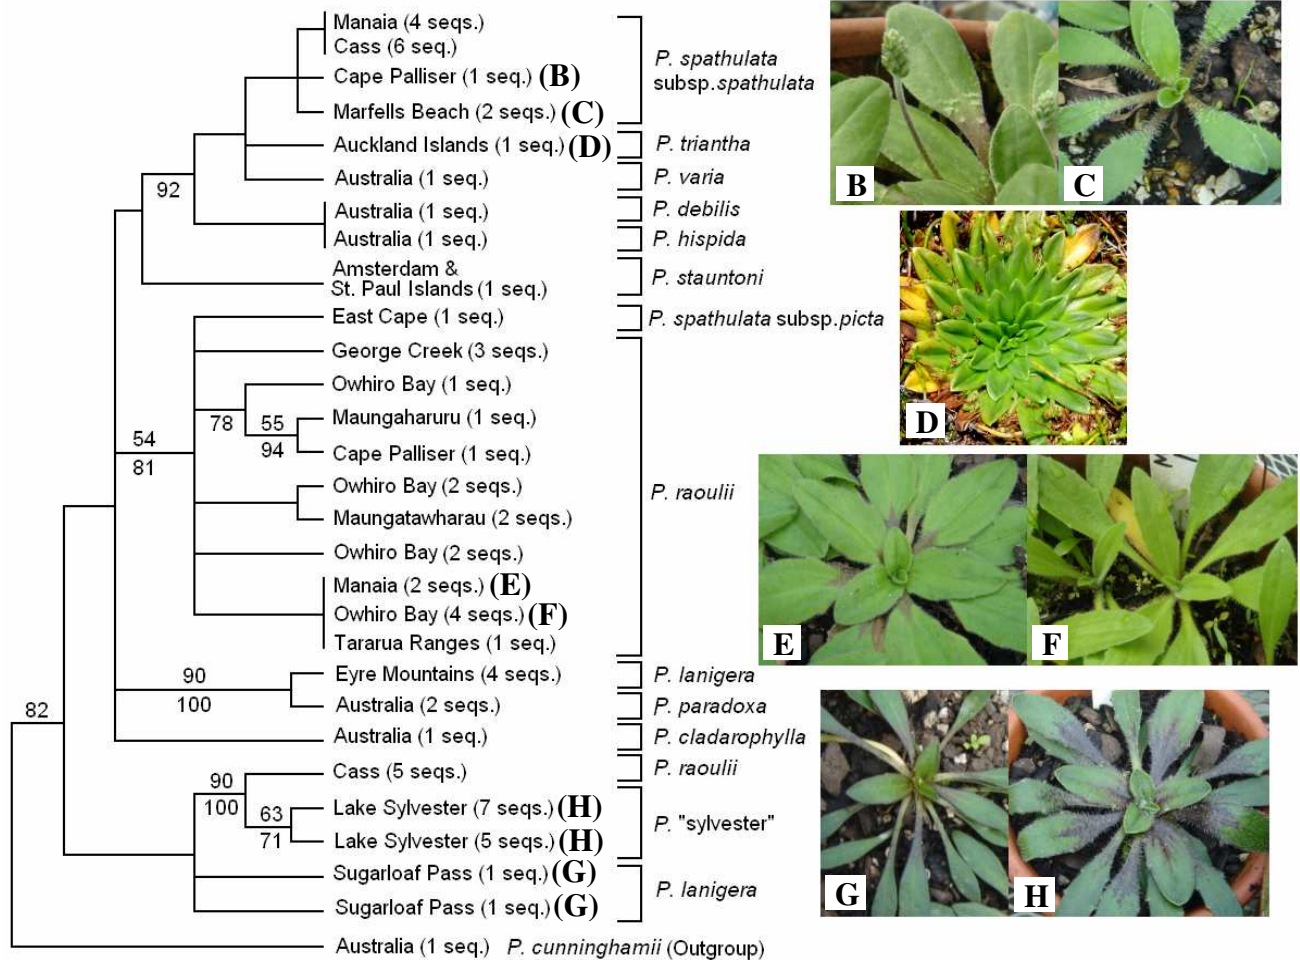 Manaia (4 seqs.)
Cass (6 seq.)
Cape Palliser (1 seq.) (B)
Marfells Beach (2 seqs.) (C)
P. spathulata
subsp.spathulata
Auckland Islands (1 seq.) (D)
P. triantha
Australia (1 seq.)
P. varia
92
Australia (1 seq.)
P. debilis
Australia (1 seq.)
P. hispida
Amsterdam &
St. Paul Islands (1 seq.)
P. stauntoni
East Cape (1 seq.)
P. spathulata subsp.picta
George Creek (3 seqs.)
Owhiro Bay (1 seq.)
78
55
94
Maungaharuru (1 seq.)
Cape Palliser (1 seq.)
54
81
Owhiro Bay (2 seqs.)
P. raoulii
Maungatawharau (2 seqs.)
Owhiro Bay (2 seqs.)
Manaia (2 seqs.) (E)
Owhiro Bay (4 seqs.) (F)
Tararua Ranges (1 seq.)
90
100
Eyre Mountains (4 seqs.)
P. lanigera
Australia (2 seqs.)
P. paradoxa
82
Australia (1 seq.)
P. cladarophylla
90
100
Cass (5 seqs.)
P. raoulii
63
71
Lake Sylvester (7 seqs.) (H)
P. "sylvester"
Lake Sylvester (5 seqs.) (H)
Sugarloaf Pass (1 seq.) (G)
P. lanigera
Sugarloaf Pass (1 seq.) (G)
Australia (1 seq.) P. cunninghamii (Outgroup)
B
C
D
E
F
G
H